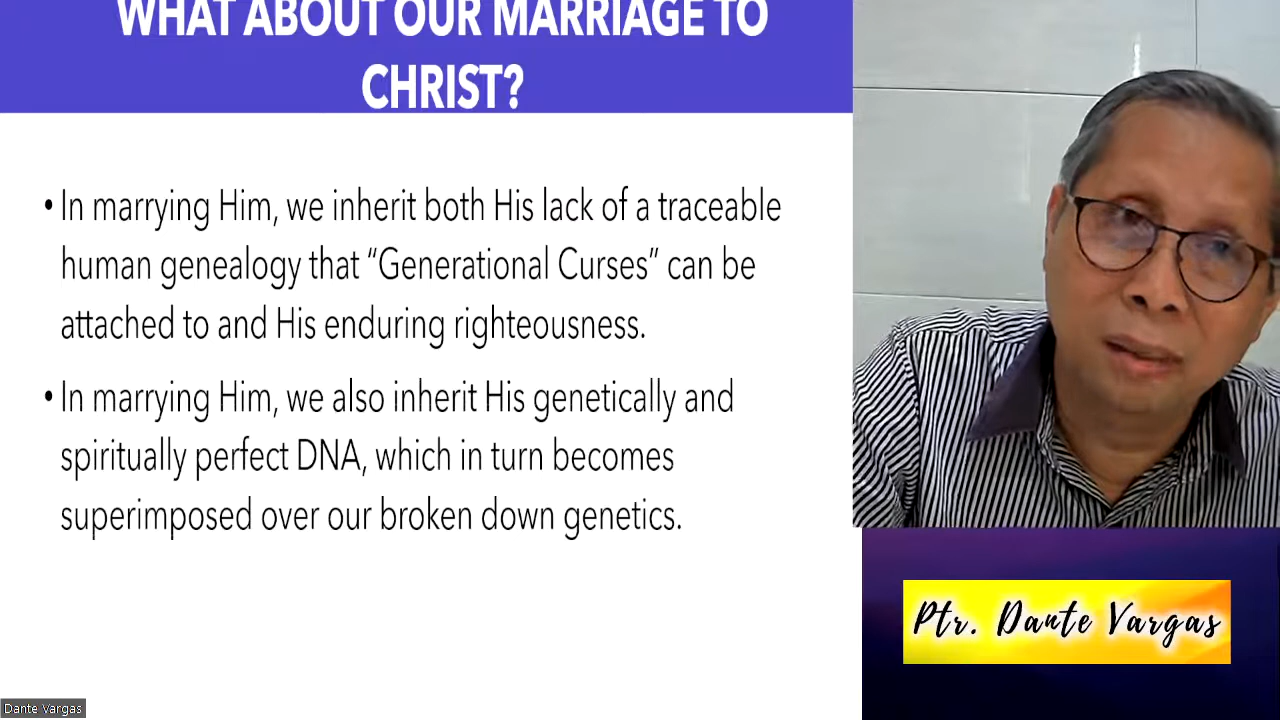 WHAT ABOUT OUR MARRIAGE TO
CHRIST?
• In marrying Him, we inherit both His lack of a traceable
human genealogy that “Generational Curses” can be
attached to and His enduring righteousness.
• In marrying Him, we also inherit His genetically and
spiritually perfect DNA, which in turn becomes
superimposed over our broken down genetics.
Ptr. Dante Vargas
Dante Vargas